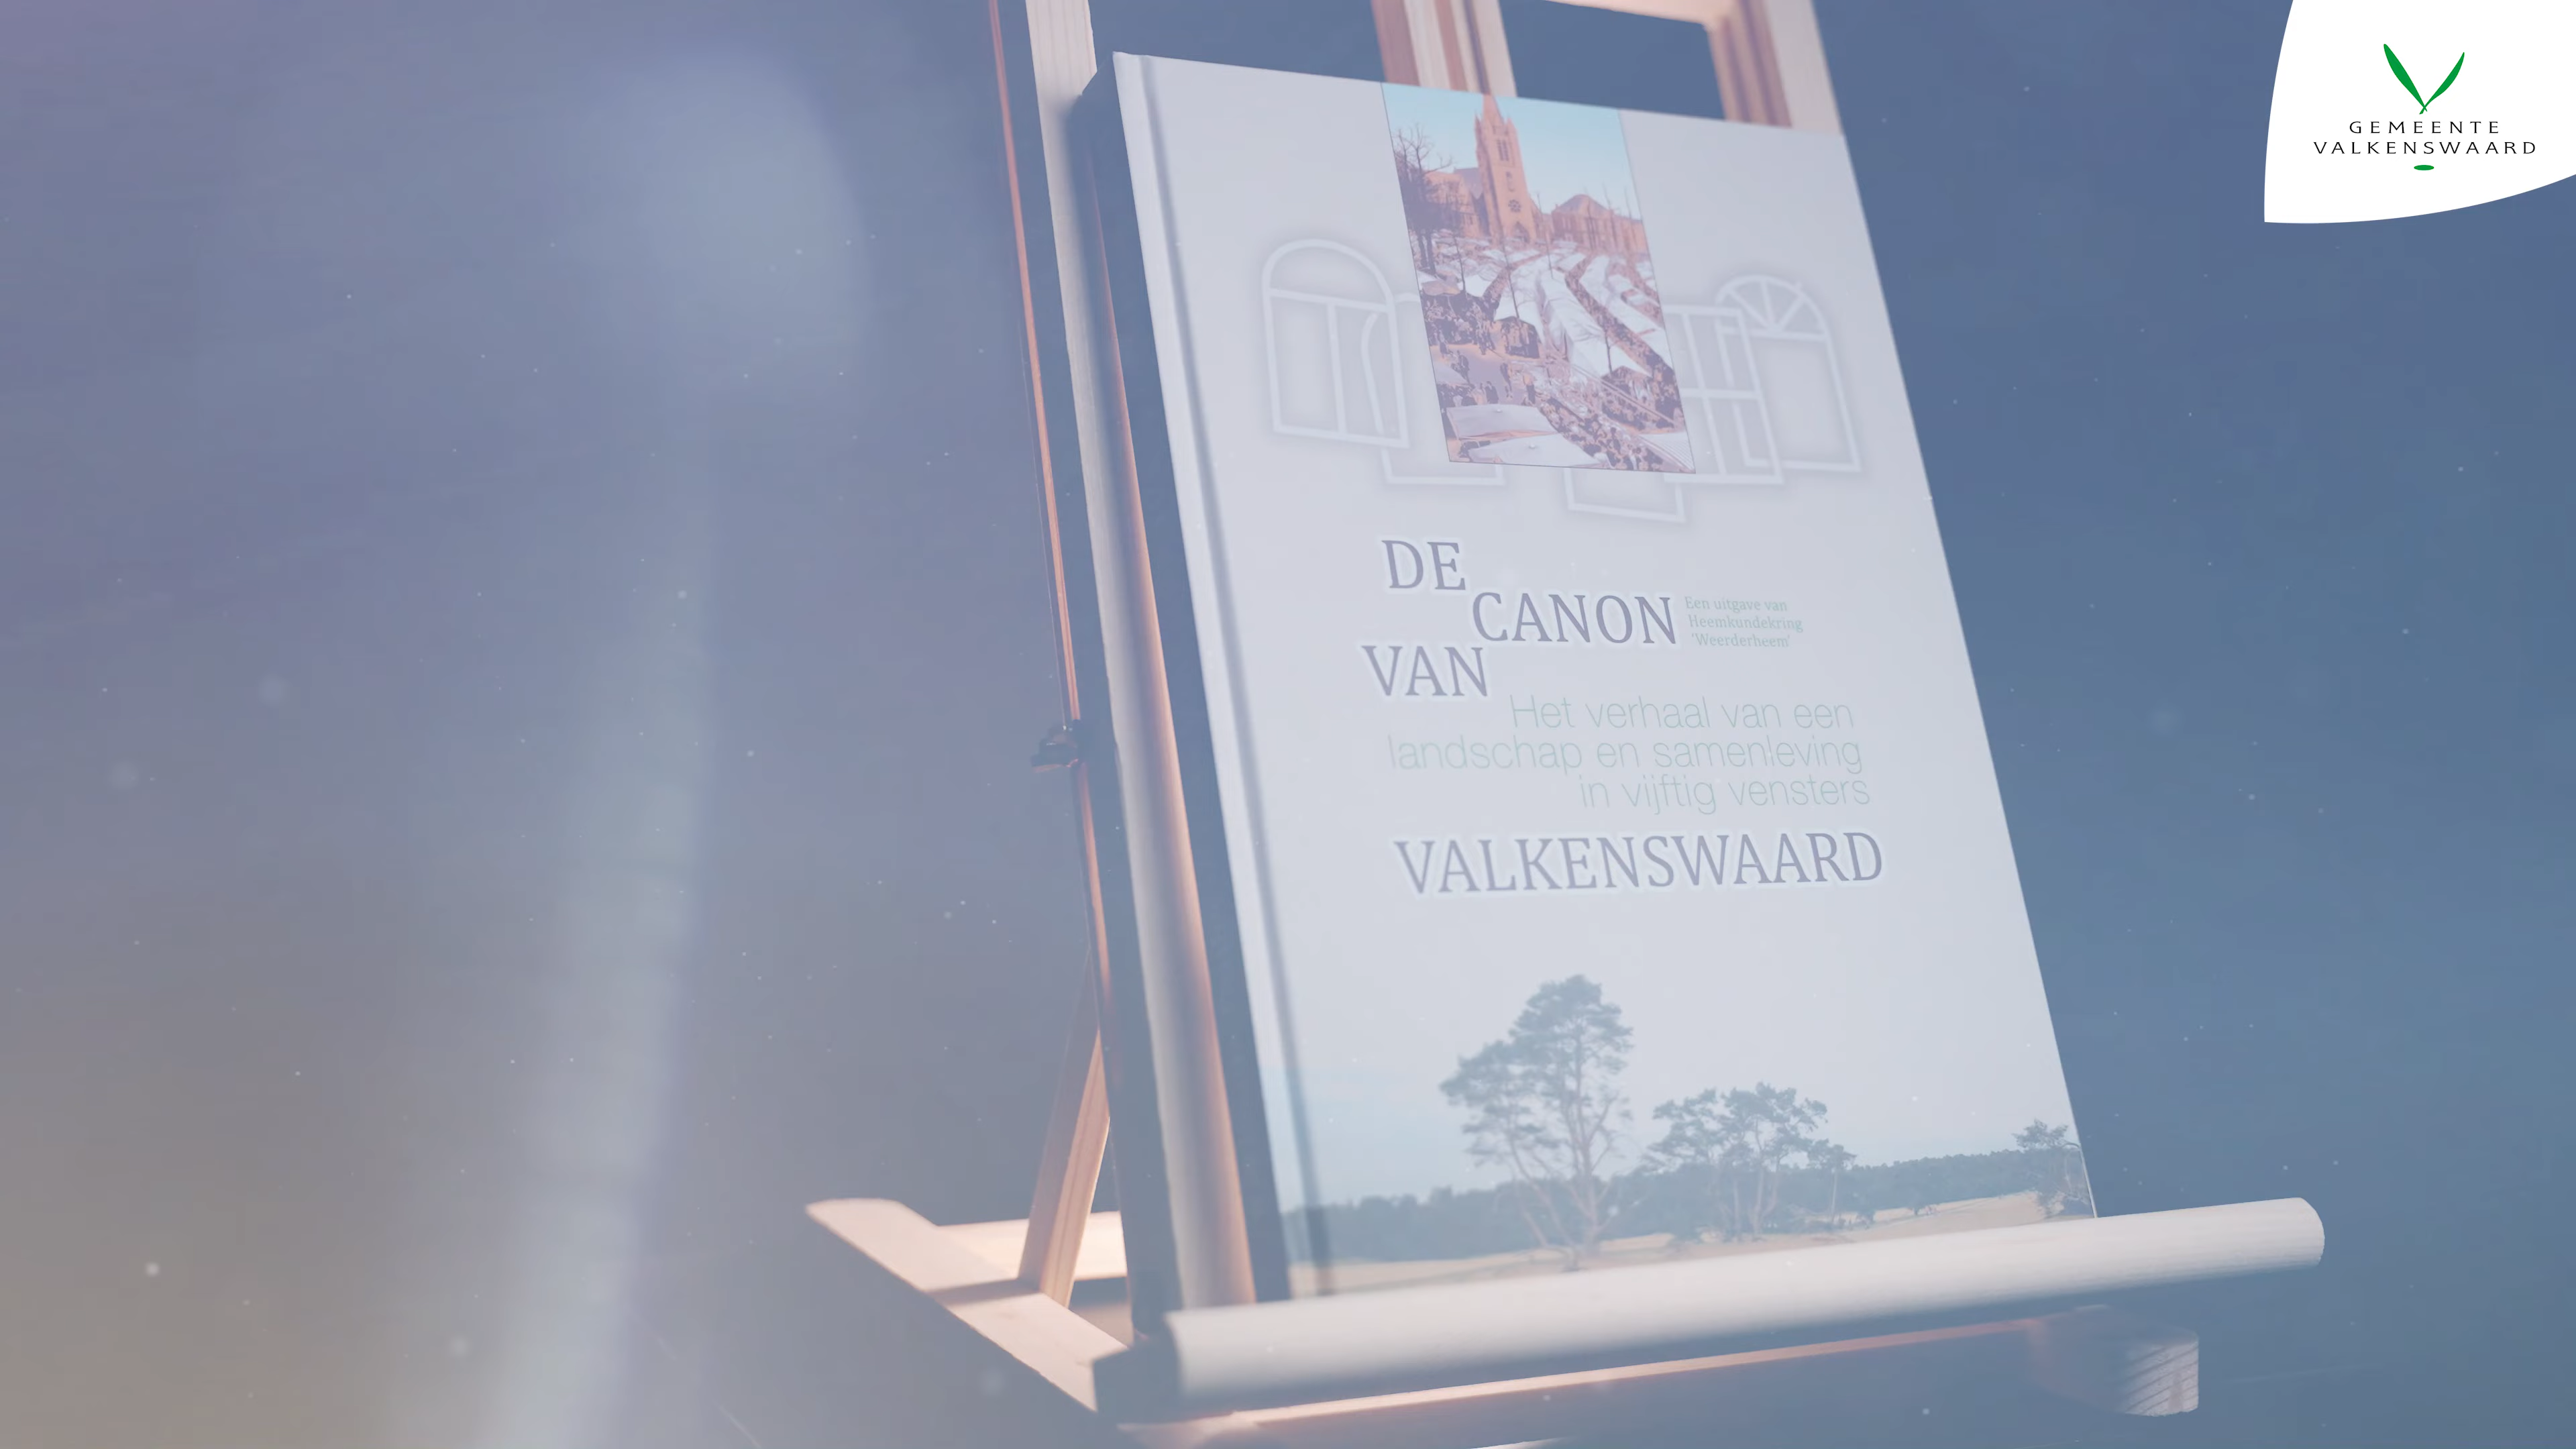 GEMEENTE
VALKENSWAARD
DE
CANON
Een uitgave van
Heemkundekring
'Weerderheem'
VAN
Het verhaal van een
landschap en samenleving
in vijftig vensters
VALKENSWAARD